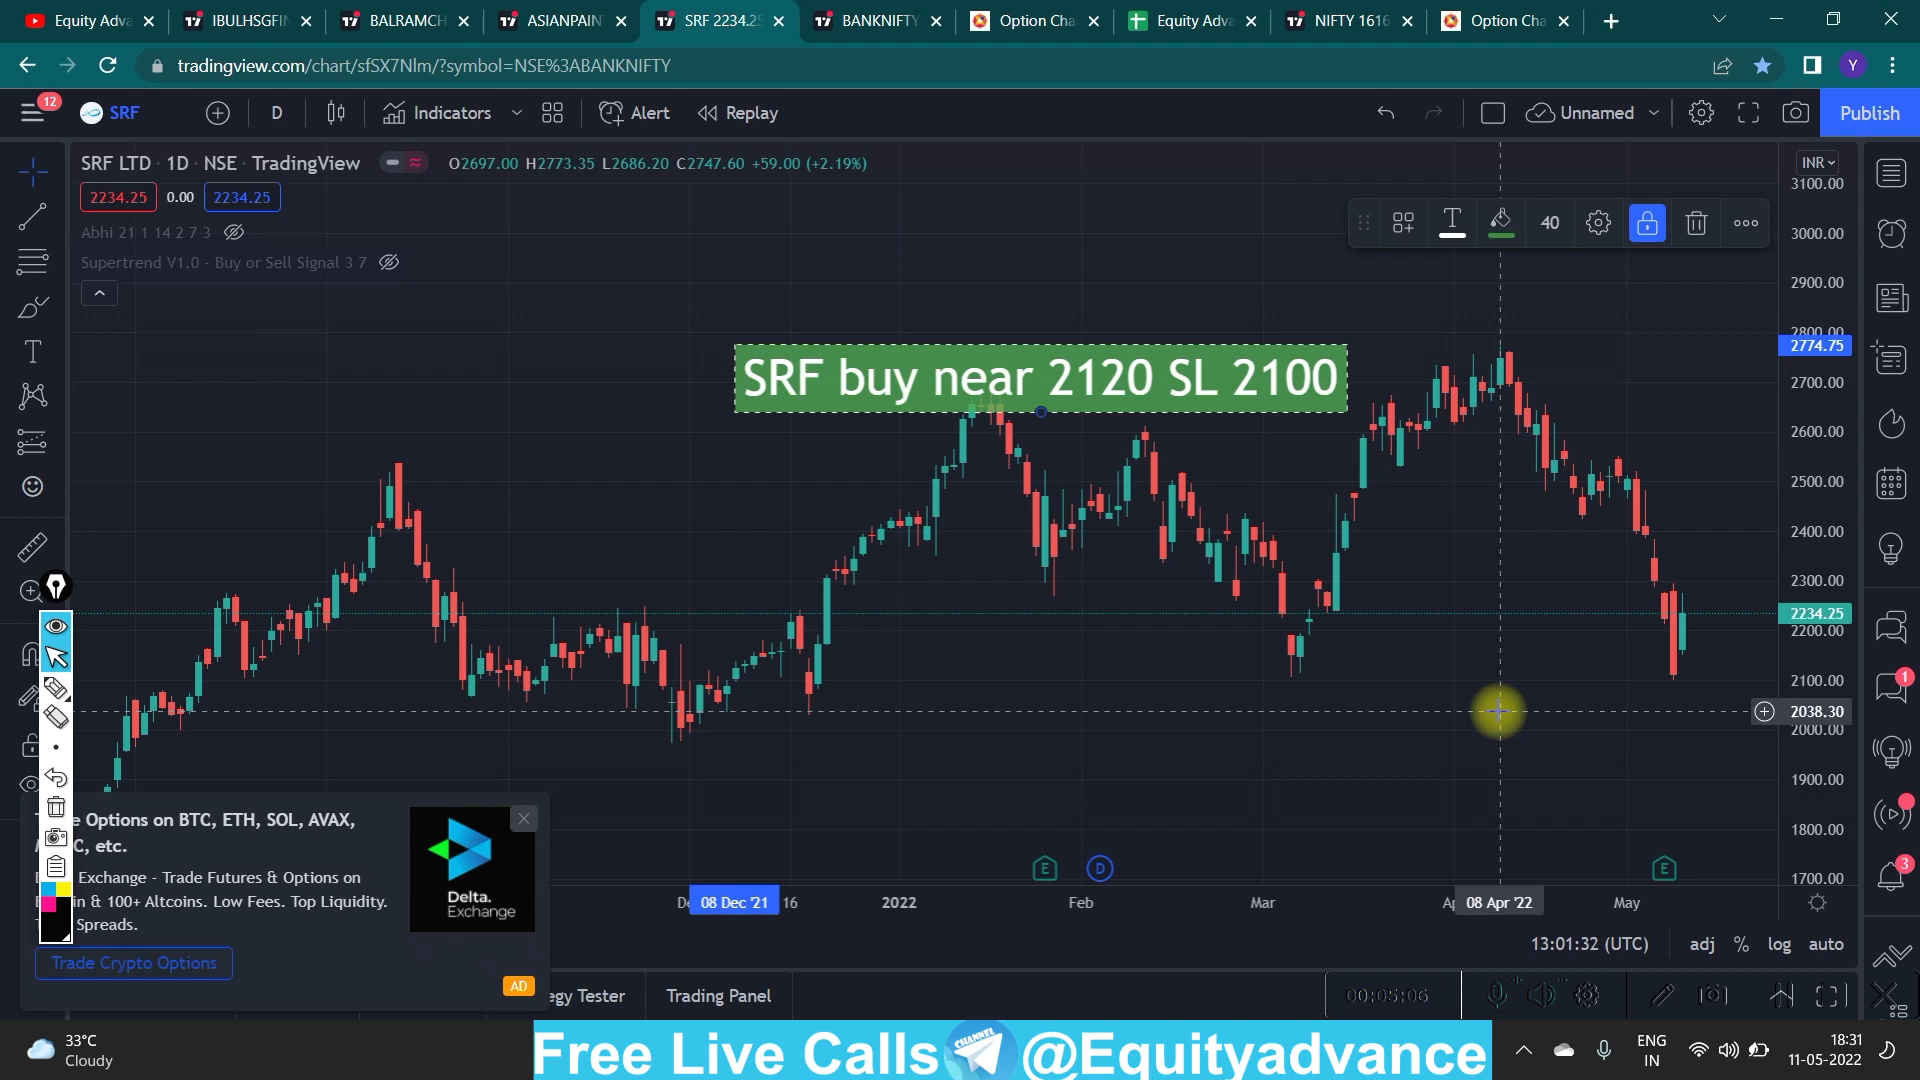 Equity Adva
IBULHSGFIN
BALRAMCH
ASIANPAIN
SRF 2234.25
BANKNIFTY
Option Cha
Equity Adva
NIFTY 1616
Option Cha
tradingview.com/chart/sfSX7Nlm/?symbol=NSE%3ABANKNIFTY
Y
12
SRF
D
Indicators
Alert
Replay
Unnamed
Publish
SRF LTD · 1D · NSE · TradingView
O2697.00 H2773.35 L2686.20 C2747.60 +59.00 (+2.19%)
INR
2234.25 0.00 2234.25
Abhi 21 1 14 2 7 3
Supertrend V1.0 - Buy or Sell Signal 3 7
40
SRF buy near 2120 SL 2100
3100.00
3000.00
2900.00
2800.00
2774.75
2700.00
2600.00
2500.00
2400.00
2300.00
2234.25
2200.00
2100.00
2038.30
2000.00
1900.00
1800.00
1700.00
1
3
E
D
E
08 Dec '21
16
2022
Feb
Mar
08 Apr '22
May
e Options on BTC, ETH, SOL, AVAX,
C, etc.
Exchange - Trade Futures & Options on
in & 100+ Altcoins. Low Fees. Top Liquidity.
Spreads.
Delta.
Exchange
Trade Crypto Options
AD
13:01:32 (UTC)
adj
%
log
auto
egy Tester
Trading Panel
00:05:06
33°C
Cloudy
Free Live Calls
CHANNEL
@Equityadvance
ENG
IN
18:31
11-05-2022